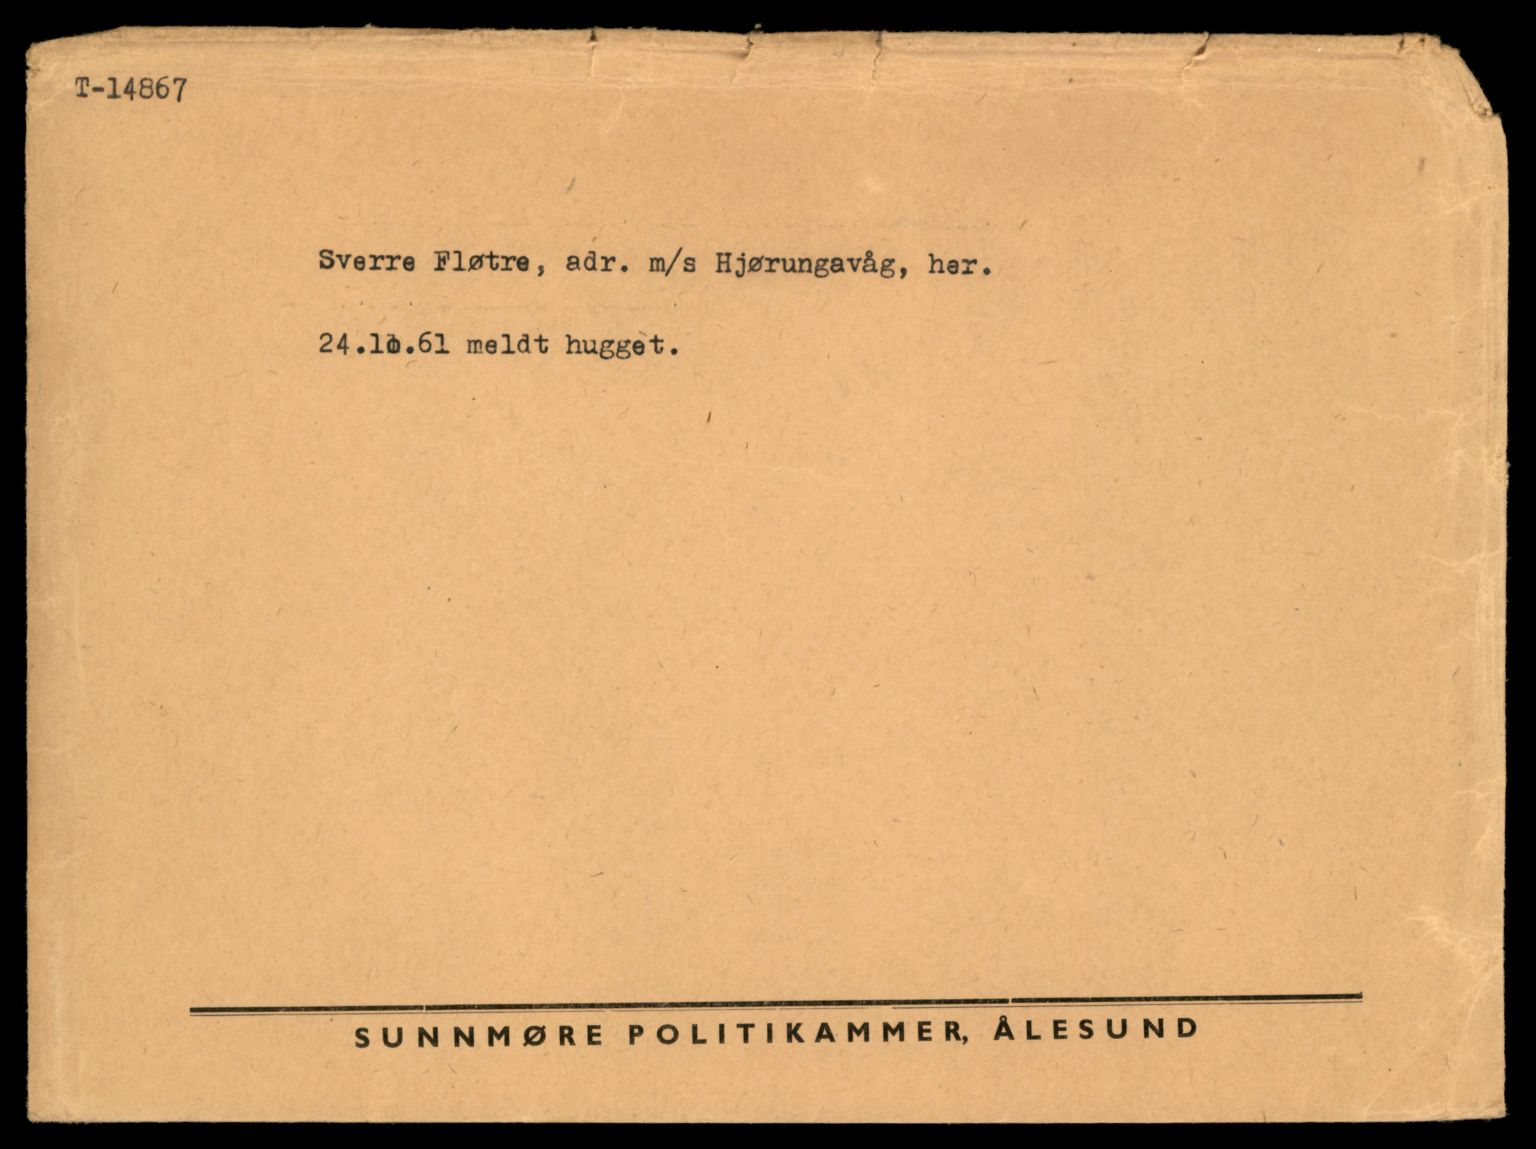 T-14867
Sverre Fløtre, adr. m/s Hjørungavåg, her.
24.10.61 meldt hugget.
SUNNMØRE POLITIKAMMER, ÅLESUND